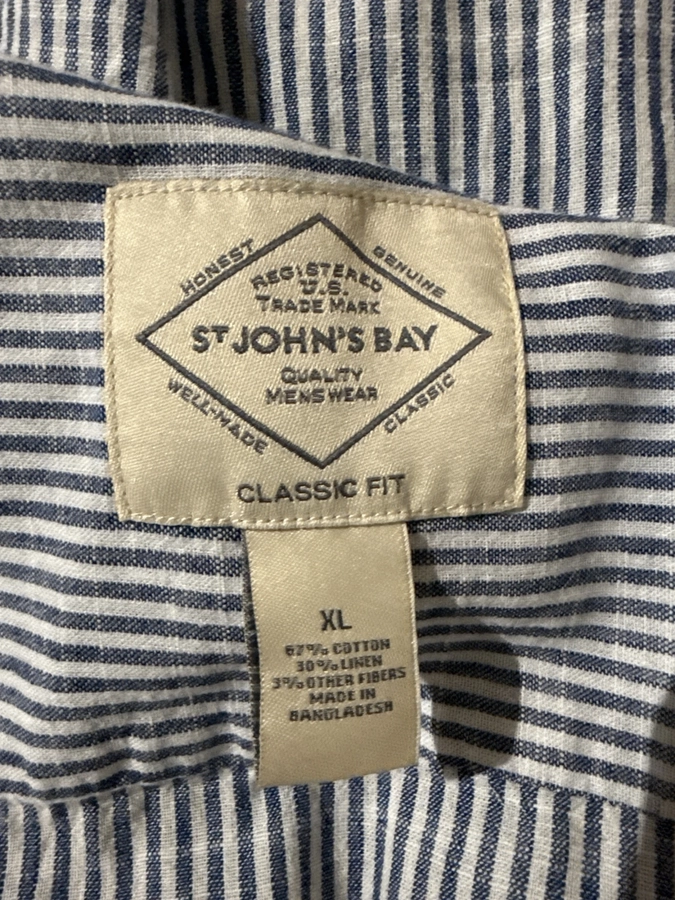 HONEST
GENUINE
REGISTERED
U.S.
TRADE MARK
ST JOHN'S BAY
QUALITY
MENSWEAR
WELL-MADE
CLASSIC
CLASSIC FIT
XL
67% COTTON
30% LINEN
3% OTHER FIBERS
MADE IN
BANGLADESH